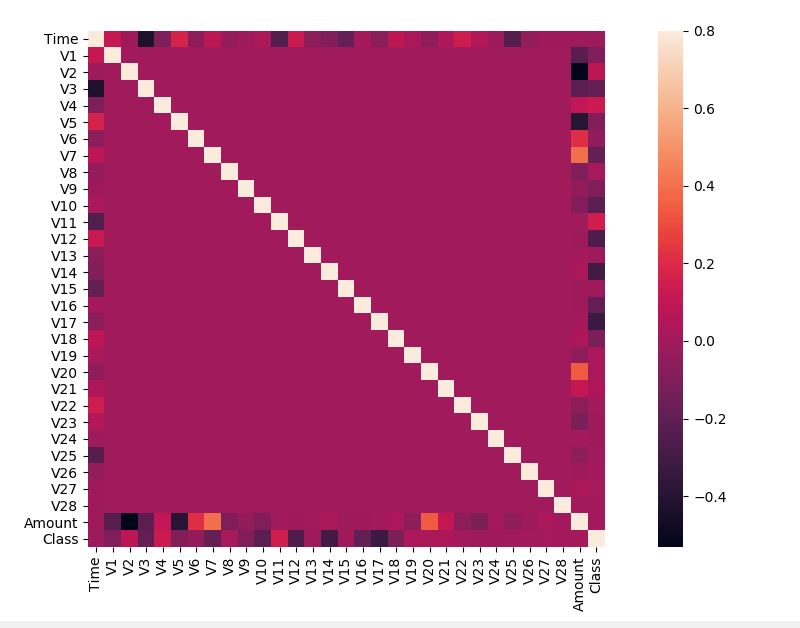 Time
V1
V2
V3
V4
V5
V6
V7
V8
V9
V10
V11
V12
V13
V14
V15
V16
V17
V18
V19
V20
V21
V22
V23
V24
V25
V26
V27
V28
Amount
Class
Time V1 V2 V3 V4 V5 V6 V7 V8 V9 V10 V11 V12 V13 V14 V15 V16 V17 V18 V19 V20 V21 V22 V23 V24 V25 V26 V27 V28 Amount Class
0.8
0.6
0.4
0.2
0.0
−0.2
−0.4